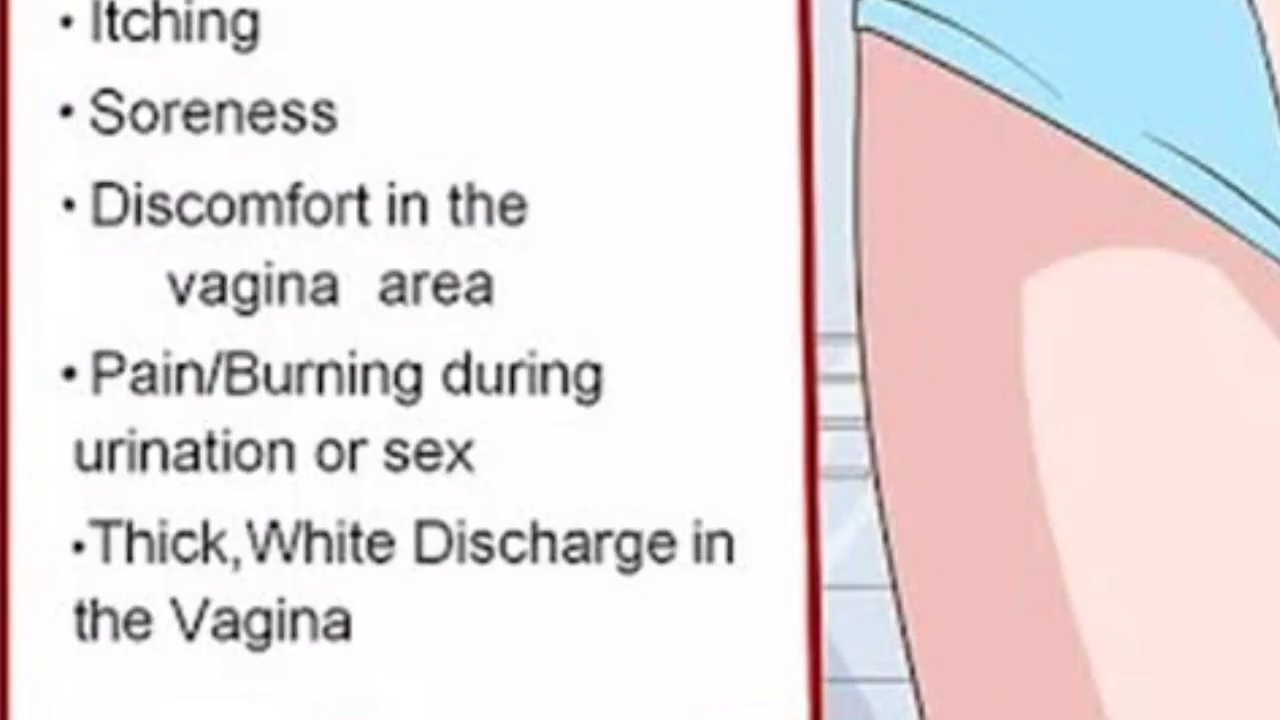 • Itching
• Soreness
• Discomfort in the
vagina area
• Pain/Burning during
urination or sex
•Thick,White Discharge in
the Vagina